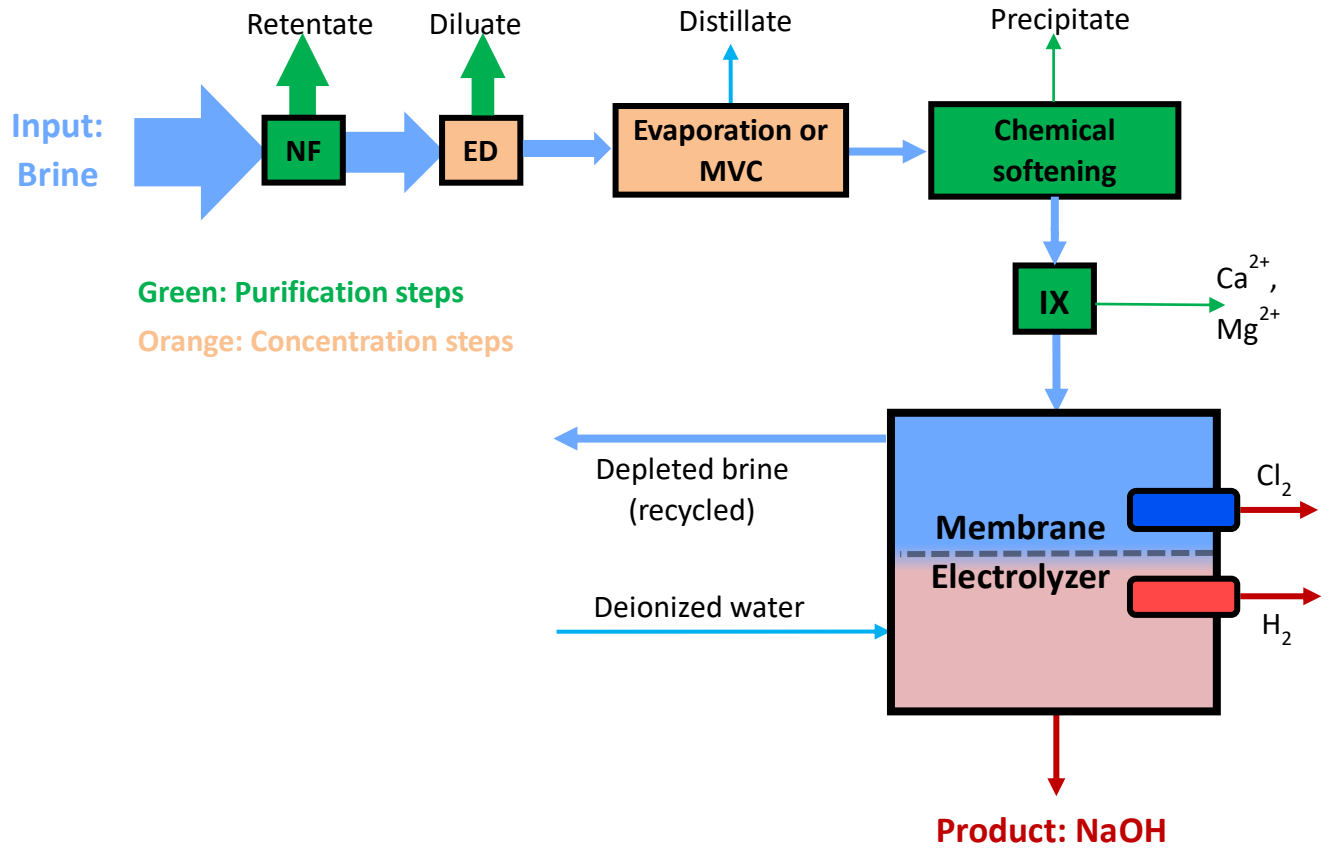 Retentate
Diluate
Distillate
Precipitate
Input:
Brine
NF
ED
Evaporation or
MVC
Chemical
softening
Green: Purification steps
Orange: Concentration steps
IX
Ca²⁺,
Mg²⁺
Depleted brine
(recycled)
Cl₂
Membrane
Electrolyzer
Deionized water
H₂
Product: NaOH